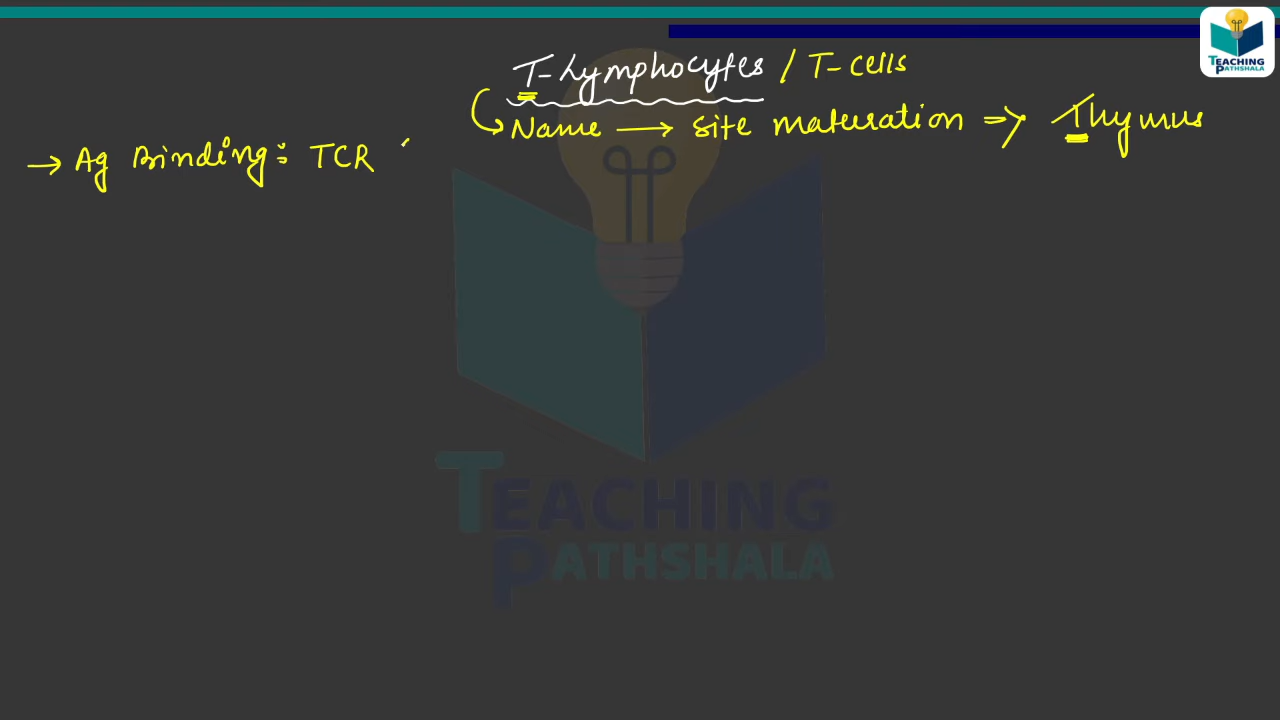 T-Lymphocytes / T-cells
Name → Site maturation ⇒ Thymus
→ Ag Binding: TCR
TEACHING
PATHSHALA
TEACHING
PATHSHALA